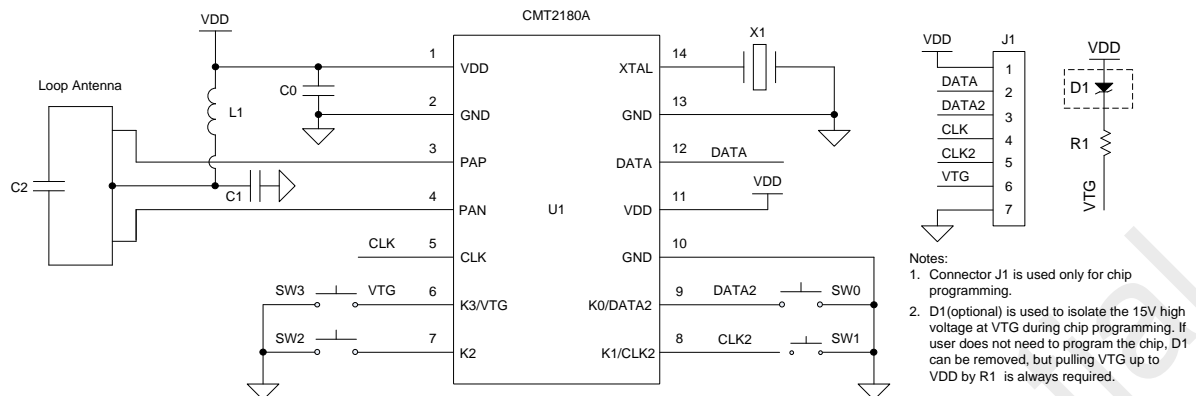 CMT2180A
VDD
Loop Antenna
C2
L1
C0
C1
1 VDD
2 GND
3 PAP
4 PAN
CLK 5 CLK
SW3 VTG 6 K3/VTG
SW2 7 K2
U1
XTAL 14
X1
GND 13
DATA 12 DATA
VDD 11
VDD
GND 10
K0/DATA2 9 DATA2 SW0
K1/CLK2 8 CLK2 SW1
VDD J1
1
DATA 2
DATA2 3
CLK 4
CLK2 5
VTG 6
7
VDD
D1
R1
VTG
Notes:
1. Connector J1 is used only for chip
programming.
2. D1(optional) is used to isolate the 15V high
voltage at VTG during chip programming. If
user does not need to program the chip, D1
can be removed, but pulling VTG up to
VDD by R1 is always required.